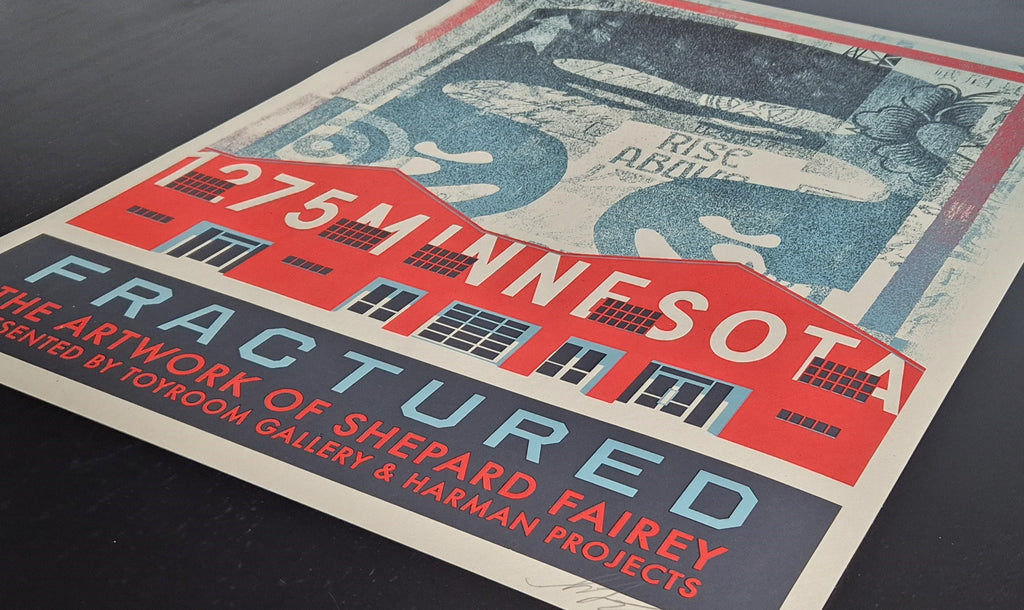 RISE
ABOVE
1275 MINNESOTA
FRACTURED
THE ARTWORK OF SHEPARD FAIREY
SENTED BY TOYROOM GALLERY & HARMAN PROJECTS